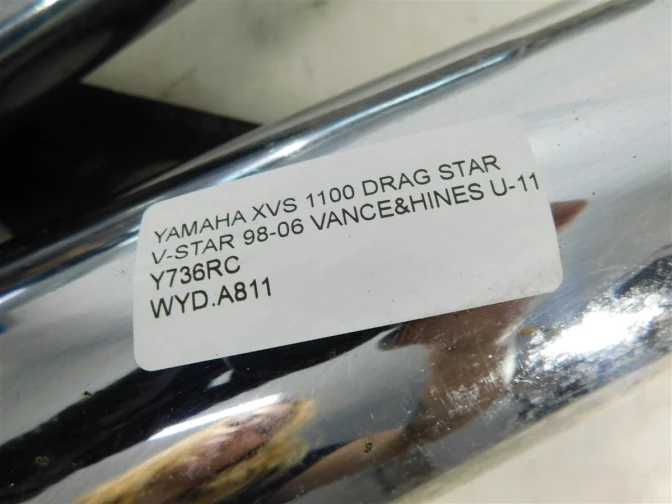 YAMAHA XVS 1100 DRAG STAR
V-STAR 98-06 VANCE&HINES U-11
Y736RC
WYD.A811